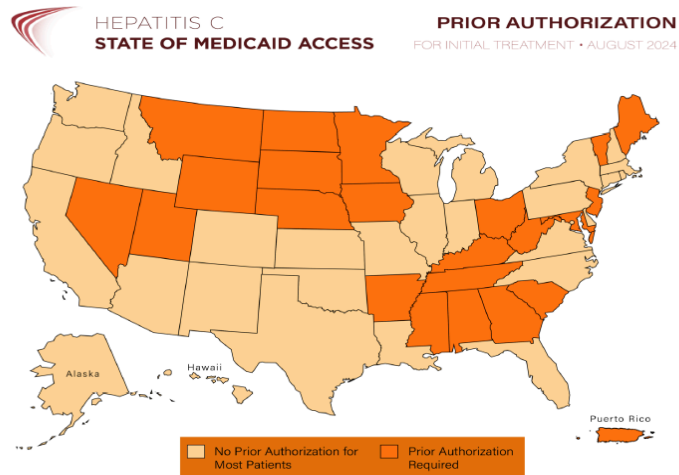 HEPATITIS C
STATE OF MEDICAID ACCESS
PRIOR AUTHORIZATION
FOR INITIAL TREATMENT • AUGUST 2024
Alaska
Hawaii
Puerto Rico
No Prior Authorization for
Most Patients
Prior Authorization
Required